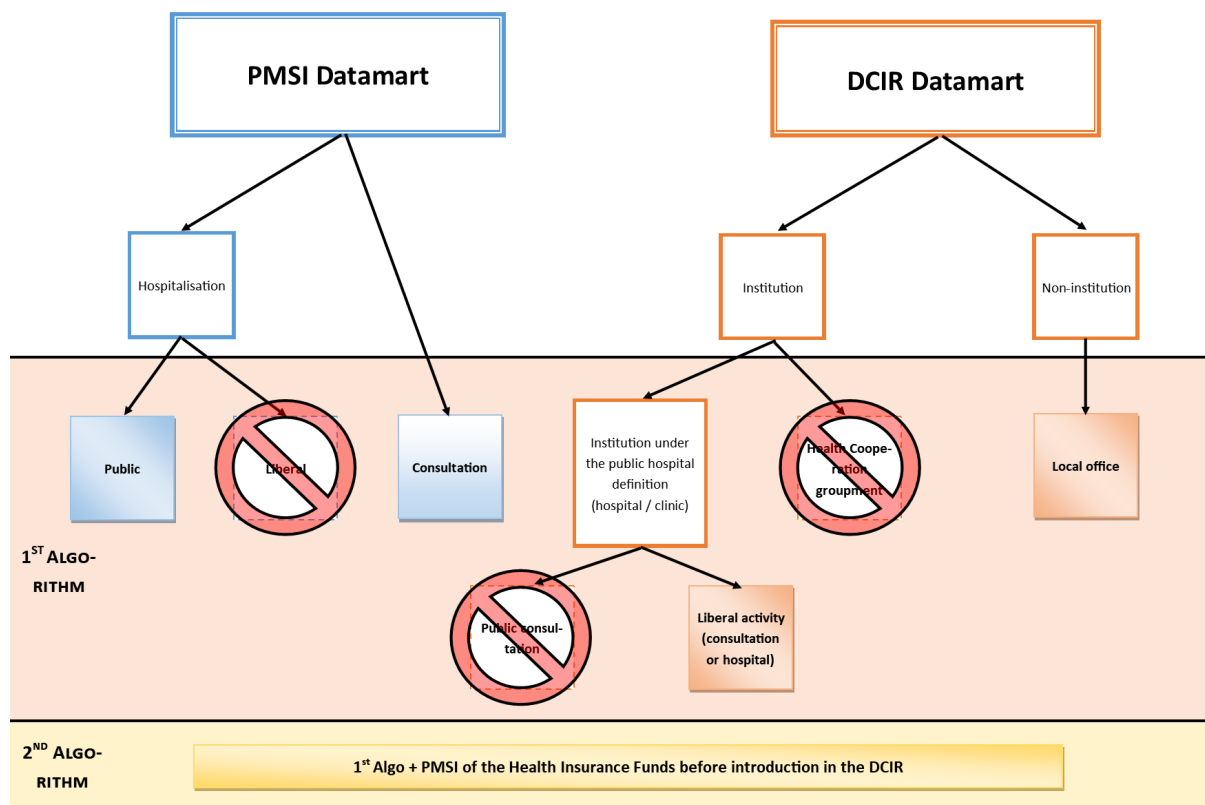 PMSI Datamart
DCIR Datamart
Hospitalisation
Institution
Non-institution
Public
Liberal
Consultation
Institution under
the public hospital
definition
(hospital / clinic)
Health Coope-
ration
groupment
Local office
1ST ALGO-
RITHM
Public consul-
tation
Liberal activity
(consultation
or hospital)
2ND ALGO-
RITHM
1st Algo + PMSI of the Health Insurance Funds before introduction in the DCIR